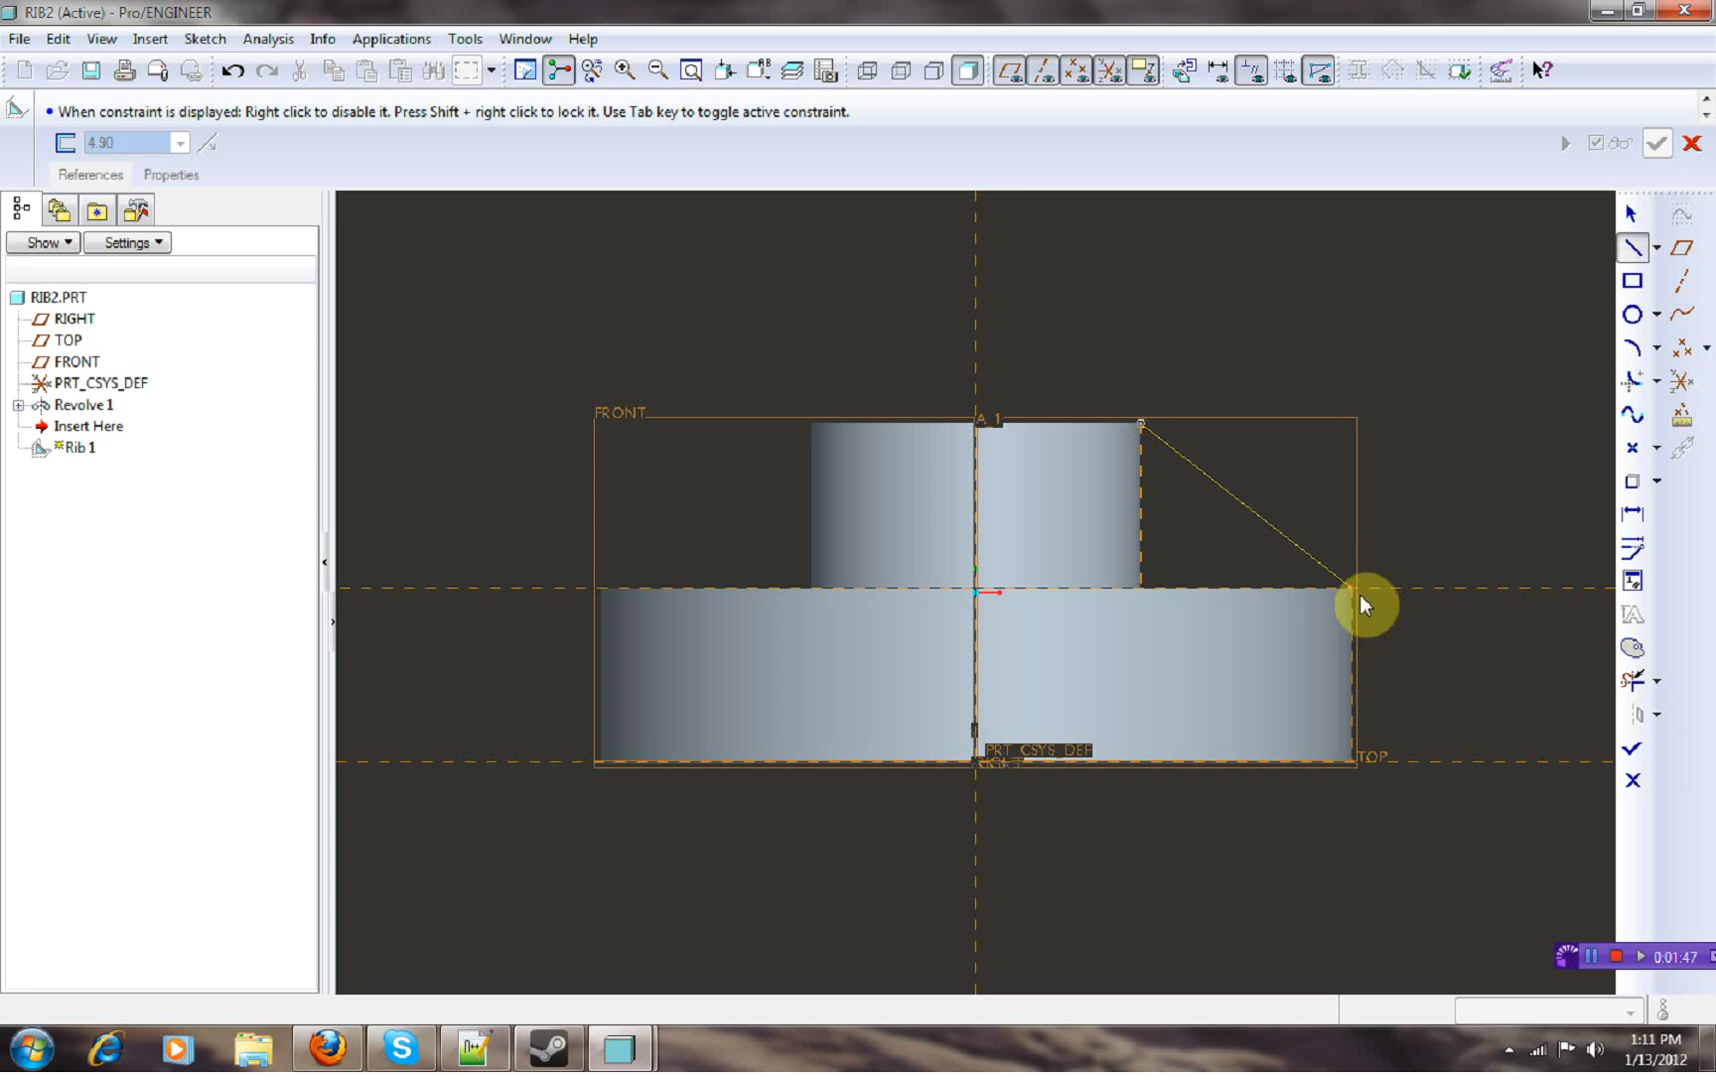 RIB2 (Active) - Pro/ENGINEER
File Edit View Insert Sketch Analysis Info Applications Tools Window Help
When constraint is displayed: Right click to disable it. Press Shift + right click to lock it. Use Tab key to toggle active constraint.
4.90
References Properties
Show Settings
RIB2.PRT
RIGHT
TOP
FRONT
PRT_CSYS_DEF
Revolve 1
Insert Here
Rib 1
FRONT
A_1
PRT_CSYS_DEF
TOP
0:01:47
1:11 PM
1/13/2012